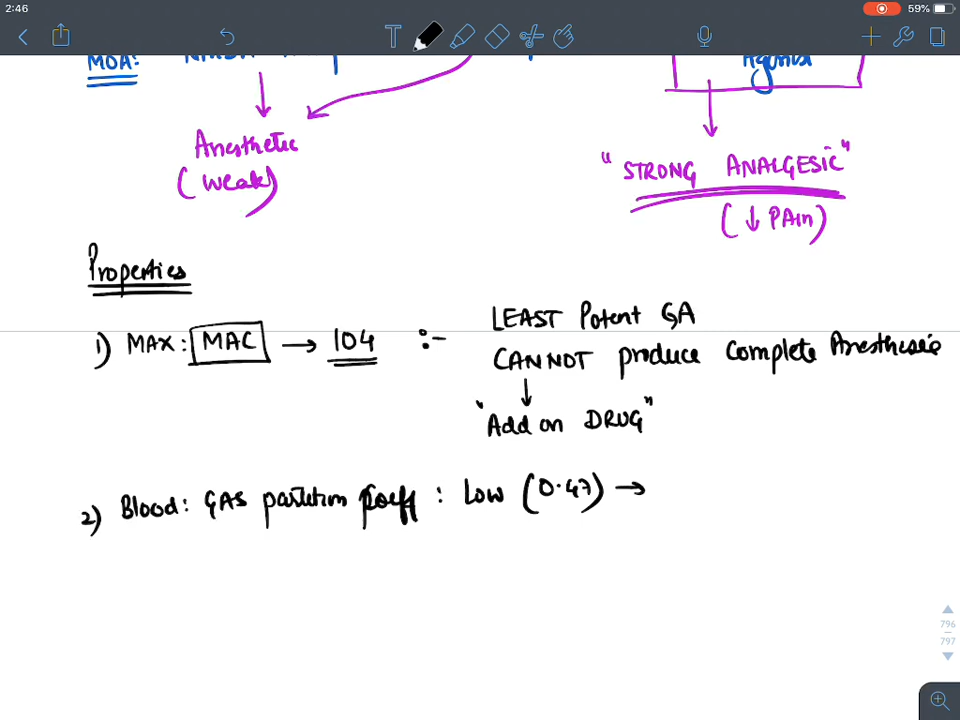 2:46
59%
MOA:
Anesthetic
(weak)
"STRONG ANALGESIC"
(↓ PAIN)
Properties
1) MAX: MAC → 104 :-
LEAST Potent GA
CANNOT produce complete Anesthesia
"Add on DRUG"
2) Blood: GAS partition Coeff : Low (0.47) →
796
797